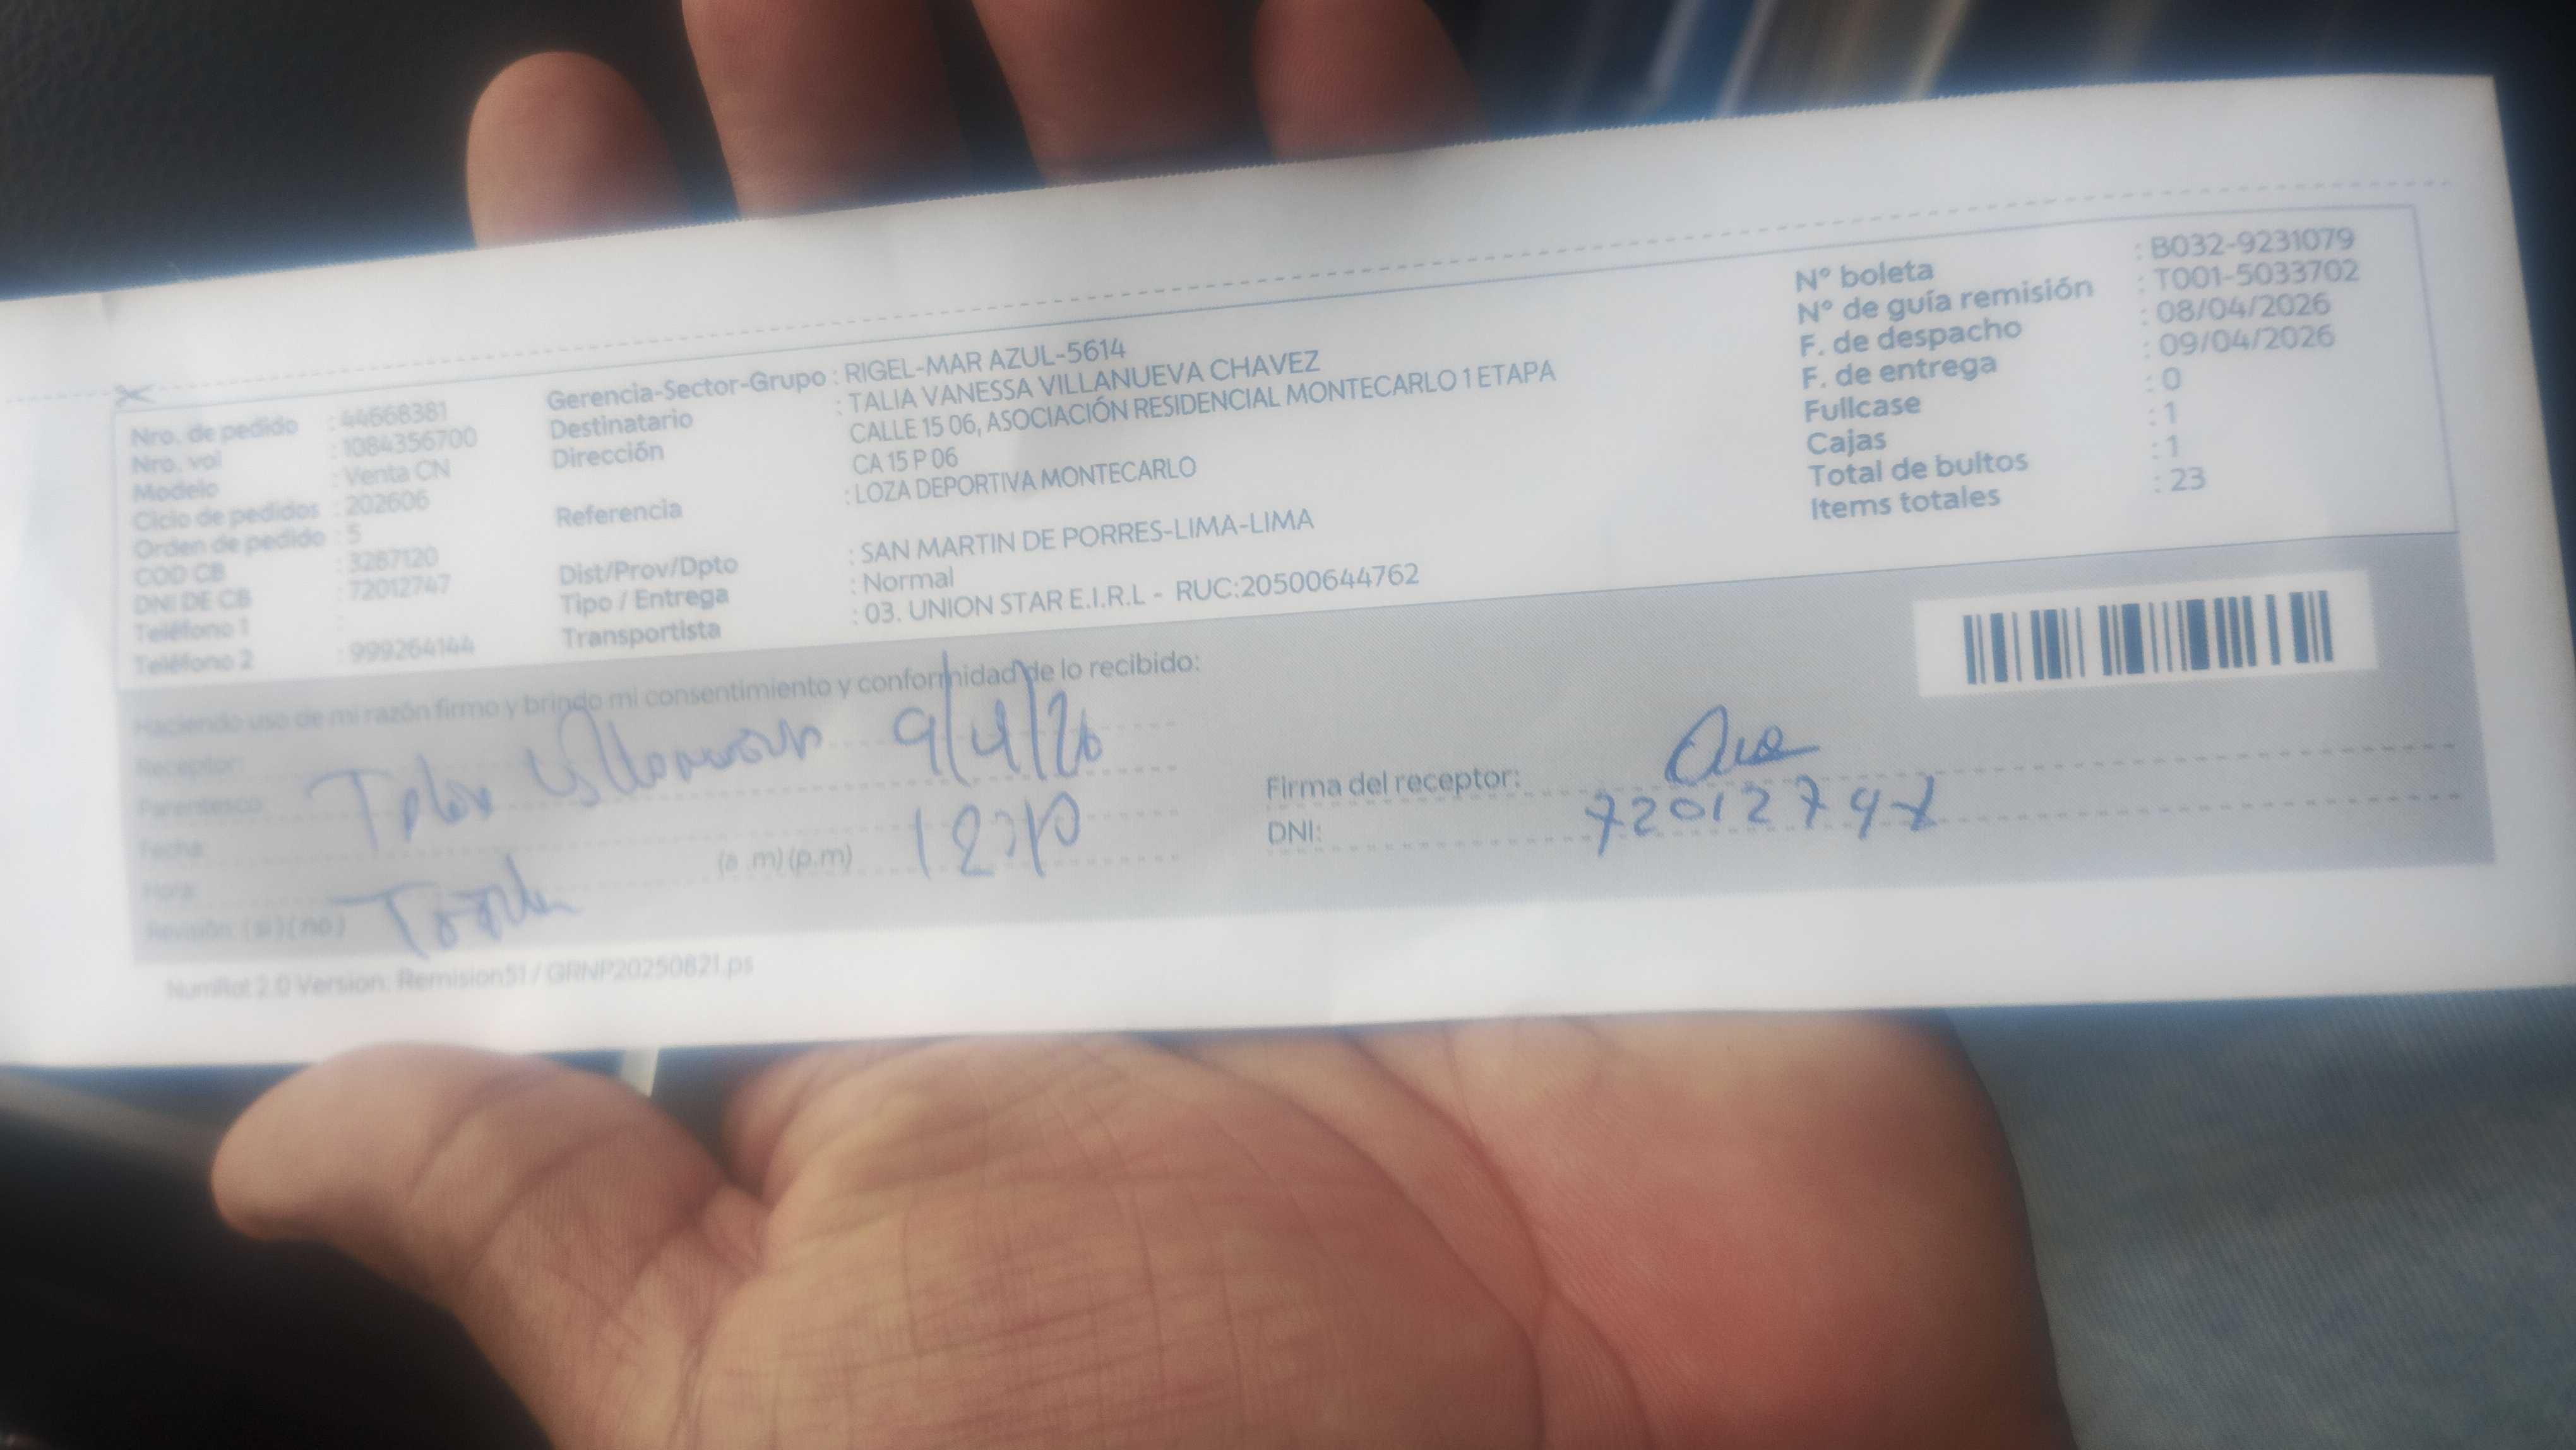 Nro. de pedido : 44668381
Nro. vol : 1084356700
Modelo : Venta CN
Ciclo de pedidos : 202606
Orden de pedido : 5
COD CB : 3287120
DNI DE CB : 72012747
Teléfono 1 :
Teléfono 2 : 999264144
Gerencia-Sector-Grupo : RIGEL-MAR AZUL-5614
Destinatario : TALIA VANESSA VILLANUEVA CHAVEZ
Dirección CALLE 15 06, ASOCIACIÓN RESIDENCIAL MONTECARLO 1 ETAPA
CA 15 P 06
Referencia : LOZA DEPORTIVA MONTECARLO
Dist/Prov/Dpto : SAN MARTIN DE PORRES-LIMA-LIMA
Tipo / Entrega : Normal
Transportista : 03. UNION STAR E.I.R.L - RUC:20500644762
N° boleta : B032-9231079
N° de guía remisión : T001-5033702
F. de despacho : 08/04/2026
F. de entrega : 09/04/2026
Fullcase : 0
Cajas : 1
Total de bultos : 1
Items totales : 23
Haciendo uso de mi razón firmo y brindo mi consentimiento y conformidad de lo recibido:
Receptor:
Parentesco: 9/4/26
Fecha:
Hora: (a .m) (p.m)
Revisión: (si) (no)
Firma del receptor:
DNI: 72012747
NumRot 2.0 Version: Remision51 / GRNP20250821.ps